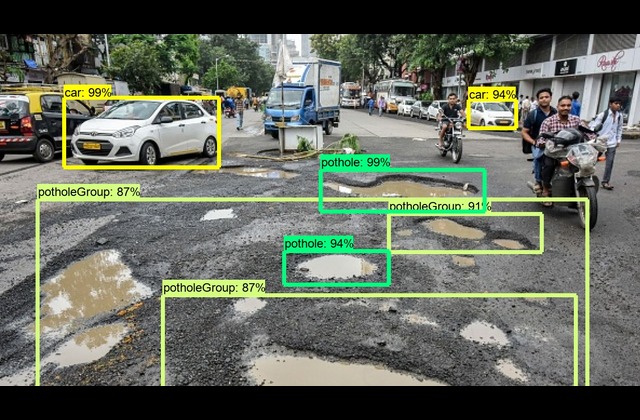 car: 99%
car: 94%
pothole: 99%
potholeGroup: 87%
potholeGroup: 91%
pothole: 94%
potholeGroup: 87%